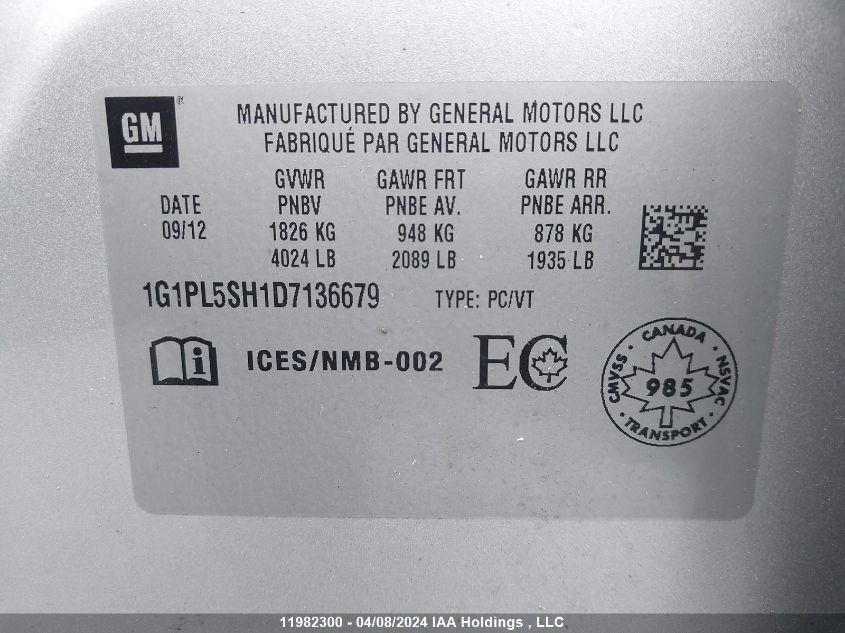 GM®
MANUFACTURED BY GENERAL MOTORS LLC
FABRIQUÉ PAR GENERAL MOTORS LLC
GVWR GAWR FRT GAWR RR
DATE PNBV PNBE AV. PNBE ARR.
09/12 1826 KG 948 KG 878 KG
4024 LB 2089 LB 1935 LB
1G1PL5SH1D7136679 TYPE: PC/VT
i ICES/NMB-002 EC
CMVSS · CANADA · NSVAC · TRANSPORT ·
985
11982300 - 04/08/2024 IAA Holdings , LLC